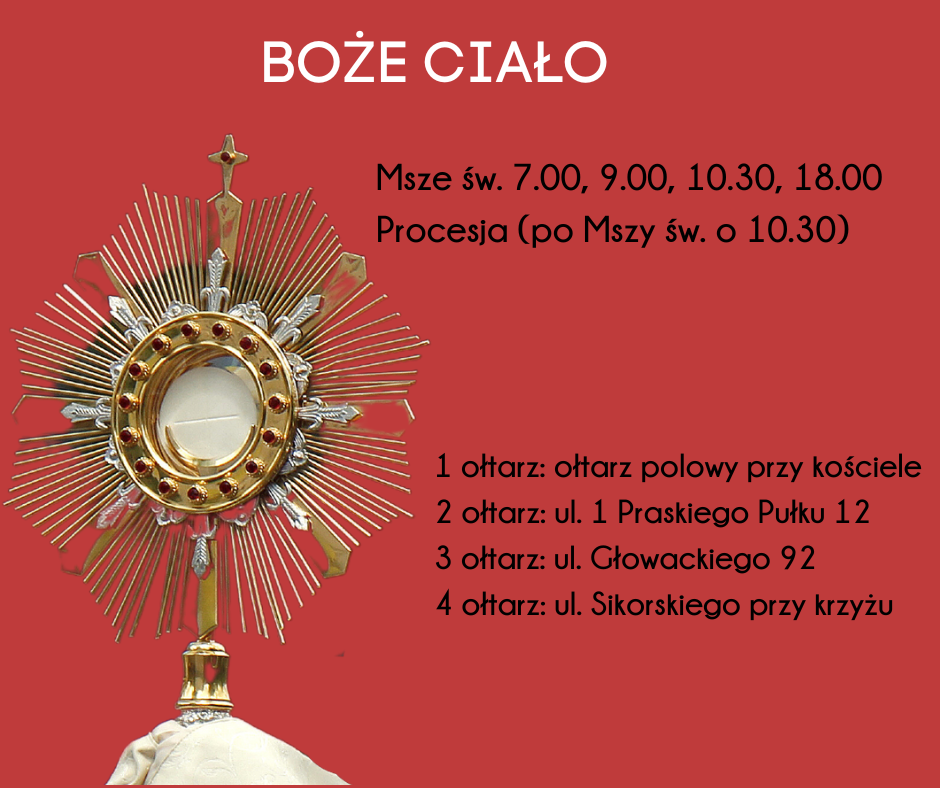 BOŻE CIAŁO
Msze św. 7.00, 9.00, 10.30, 18.00
Procesja (po Mszy św. o 10.30)
1 ołtarz: ołtarz polowy przy kościele
2 ołtarz: ul. 1 Praskiego Pułku 12
3 ołtarz: ul. Głowackiego 92
4 ołtarz: ul. Sikorskiego przy krzyżu